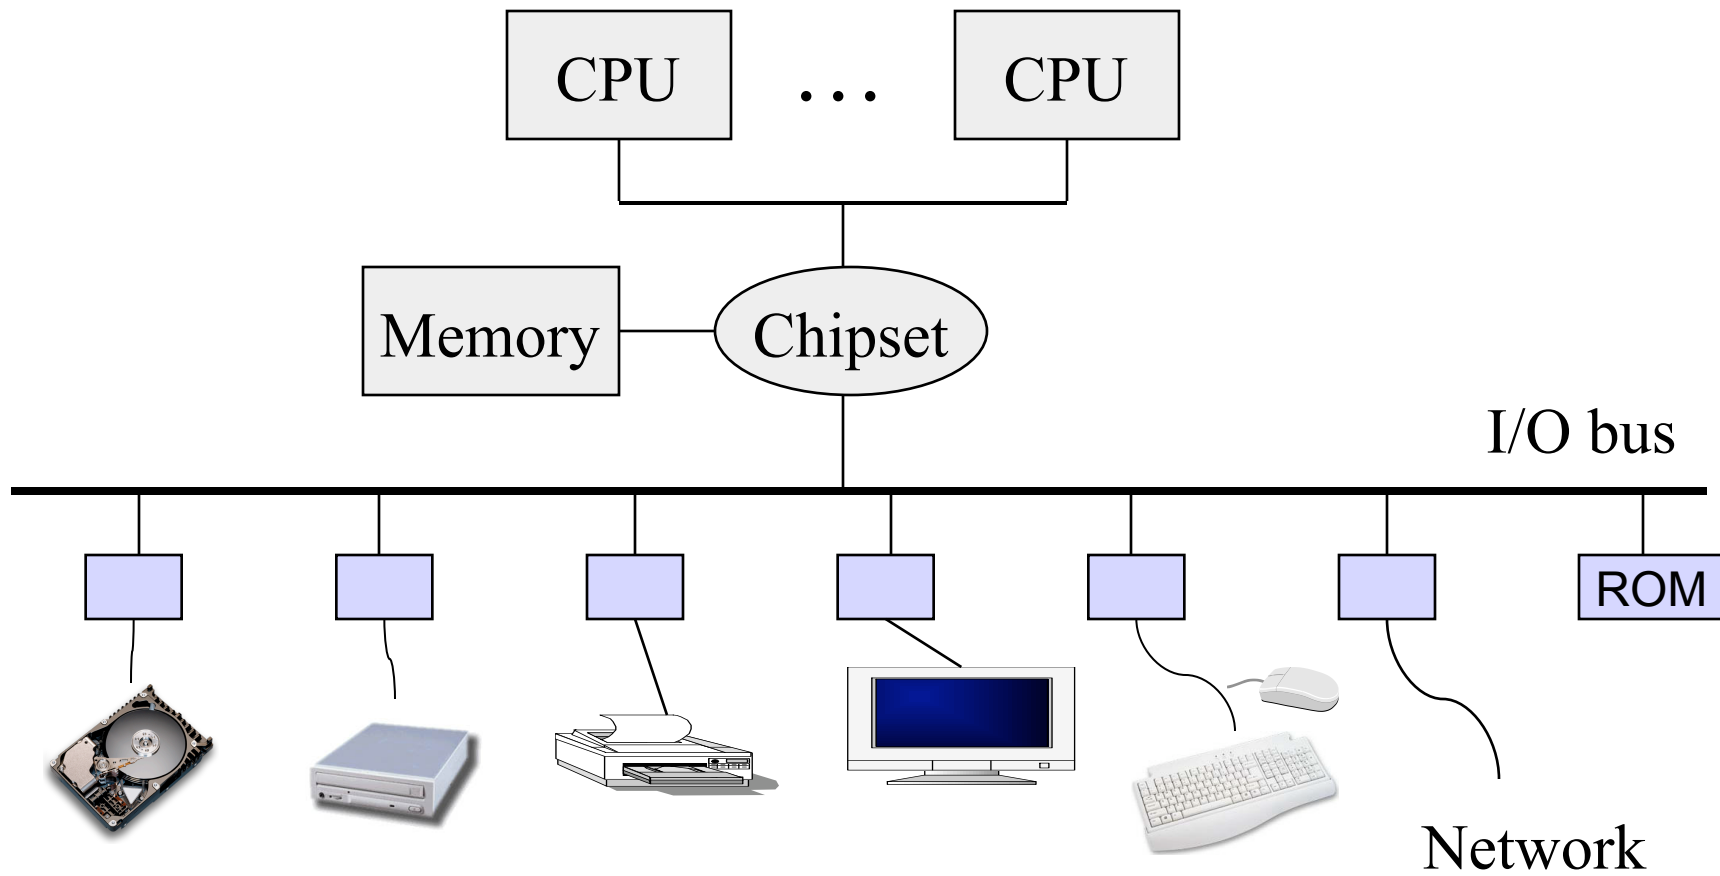 CPU ... CPU
Memory
Chipset
I/O bus
ROM
Network